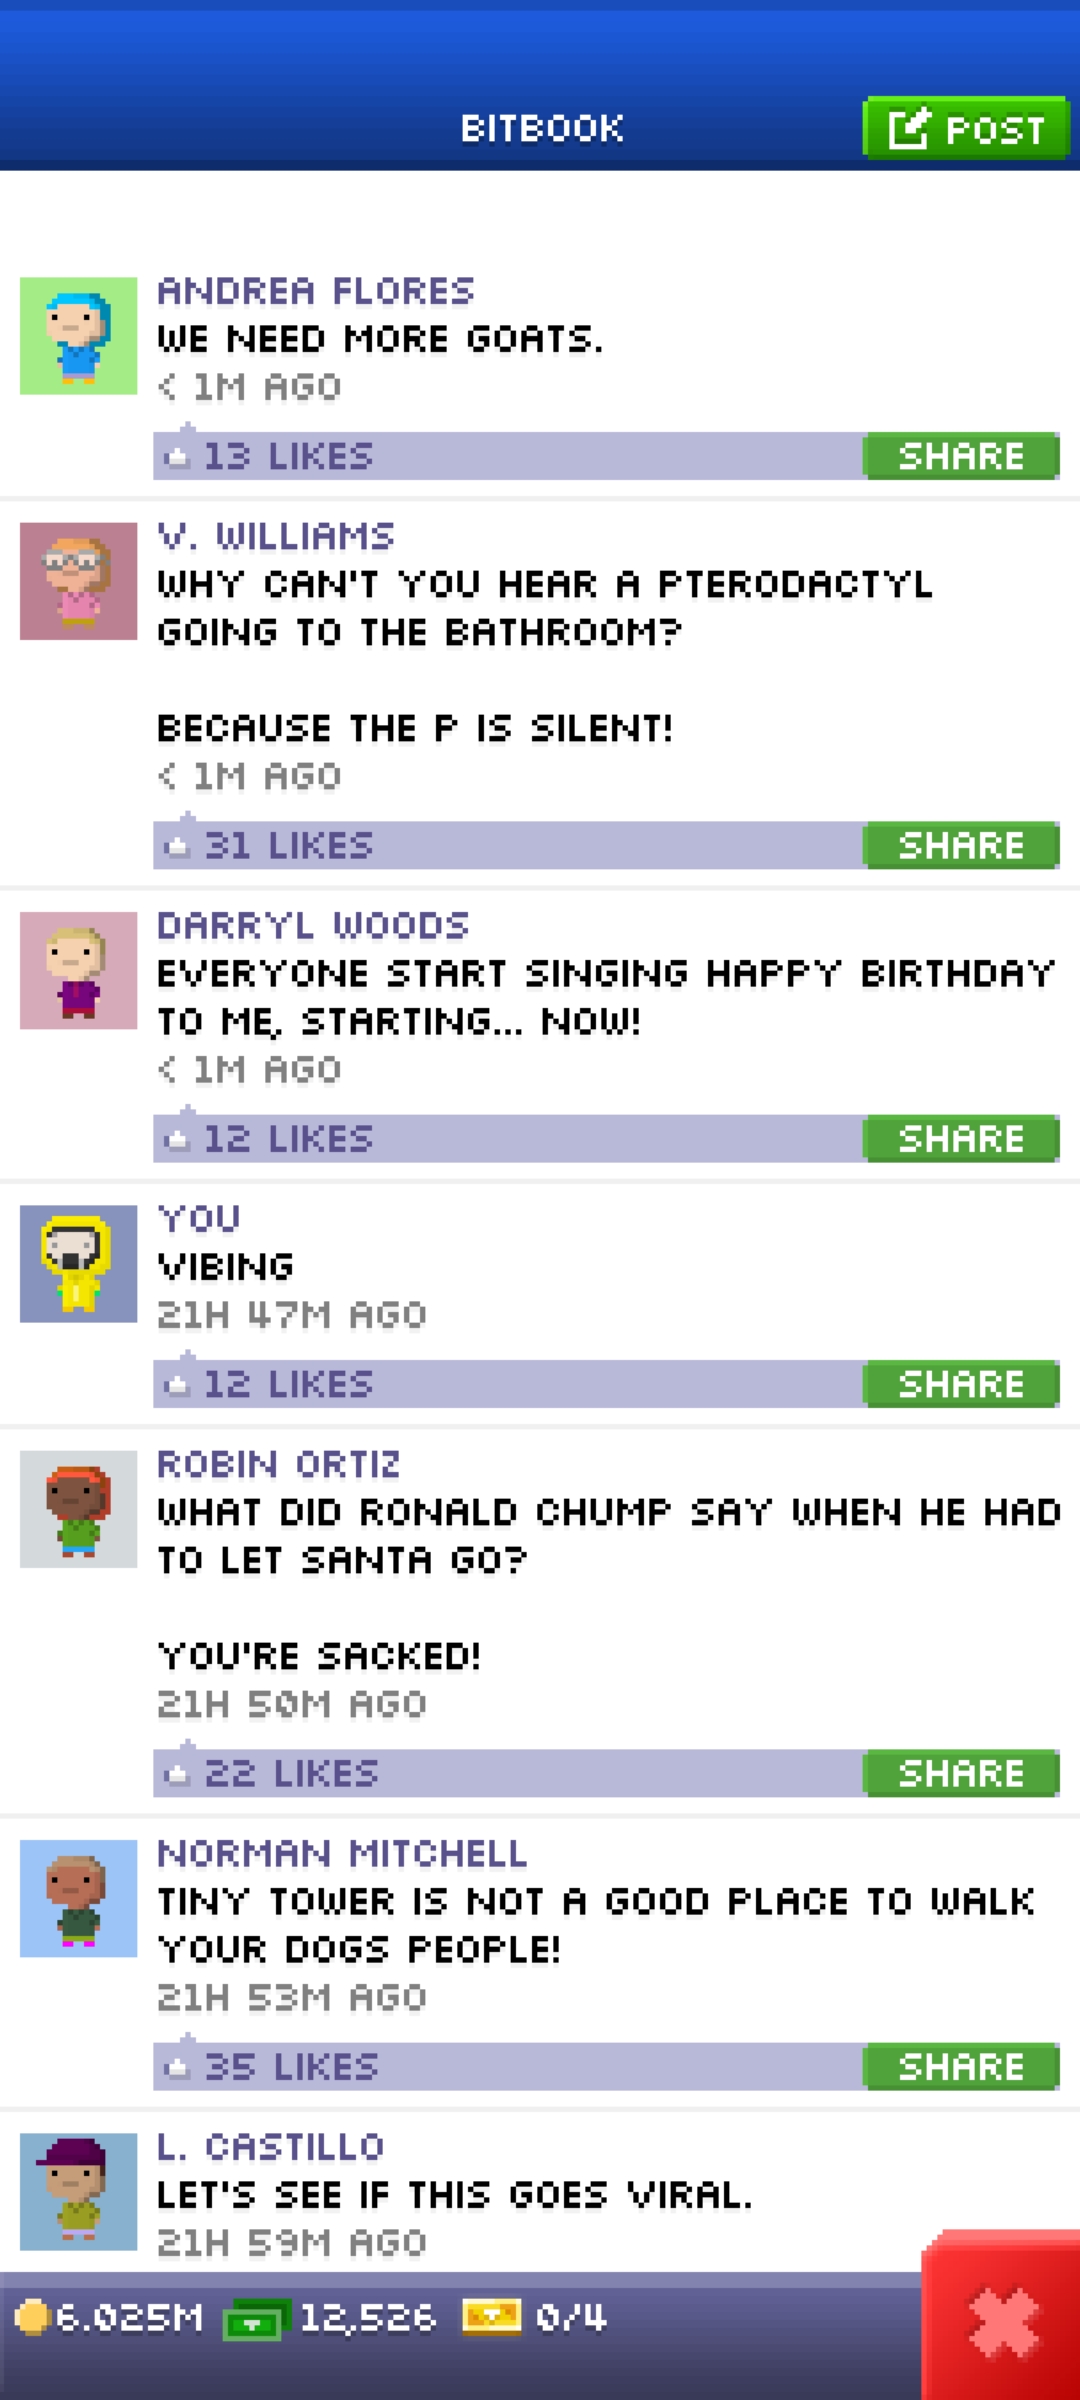 BITBOOK
POST
ANDREA FLORES
WE NEED MORE GOATS.
< 1M AGO
13 LIKES
SHARE
V. WILLIAMS
WHY CAN'T YOU HEAR A PTERODACTYL
GOING TO THE BATHROOM?
BECAUSE THE P IS SILENT!
< 1M AGO
31 LIKES
SHARE
DARRYL WOODS
EVERYONE START SINGING HAPPY BIRTHDAY
TO ME, STARTING... NOW!
< 1M AGO
12 LIKES
SHARE
YOU
VIBING
21H 47M AGO
12 LIKES
SHARE
ROBIN ORTIZ
WHAT DID RONALD CHUMP SAY WHEN HE HAD
TO LET SANTA GO?
YOU'RE SACKED!
21H 50M AGO
22 LIKES
SHARE
NORMAN MITCHELL
TINY TOWER IS NOT A GOOD PLACE TO WALK
YOUR DOGS PEOPLE!
21H 53M AGO
35 LIKES
SHARE
L. CASTILLO
LET'S SEE IF THIS GOES VIRAL.
21H 59M AGO
6.025M 12,526 0/4